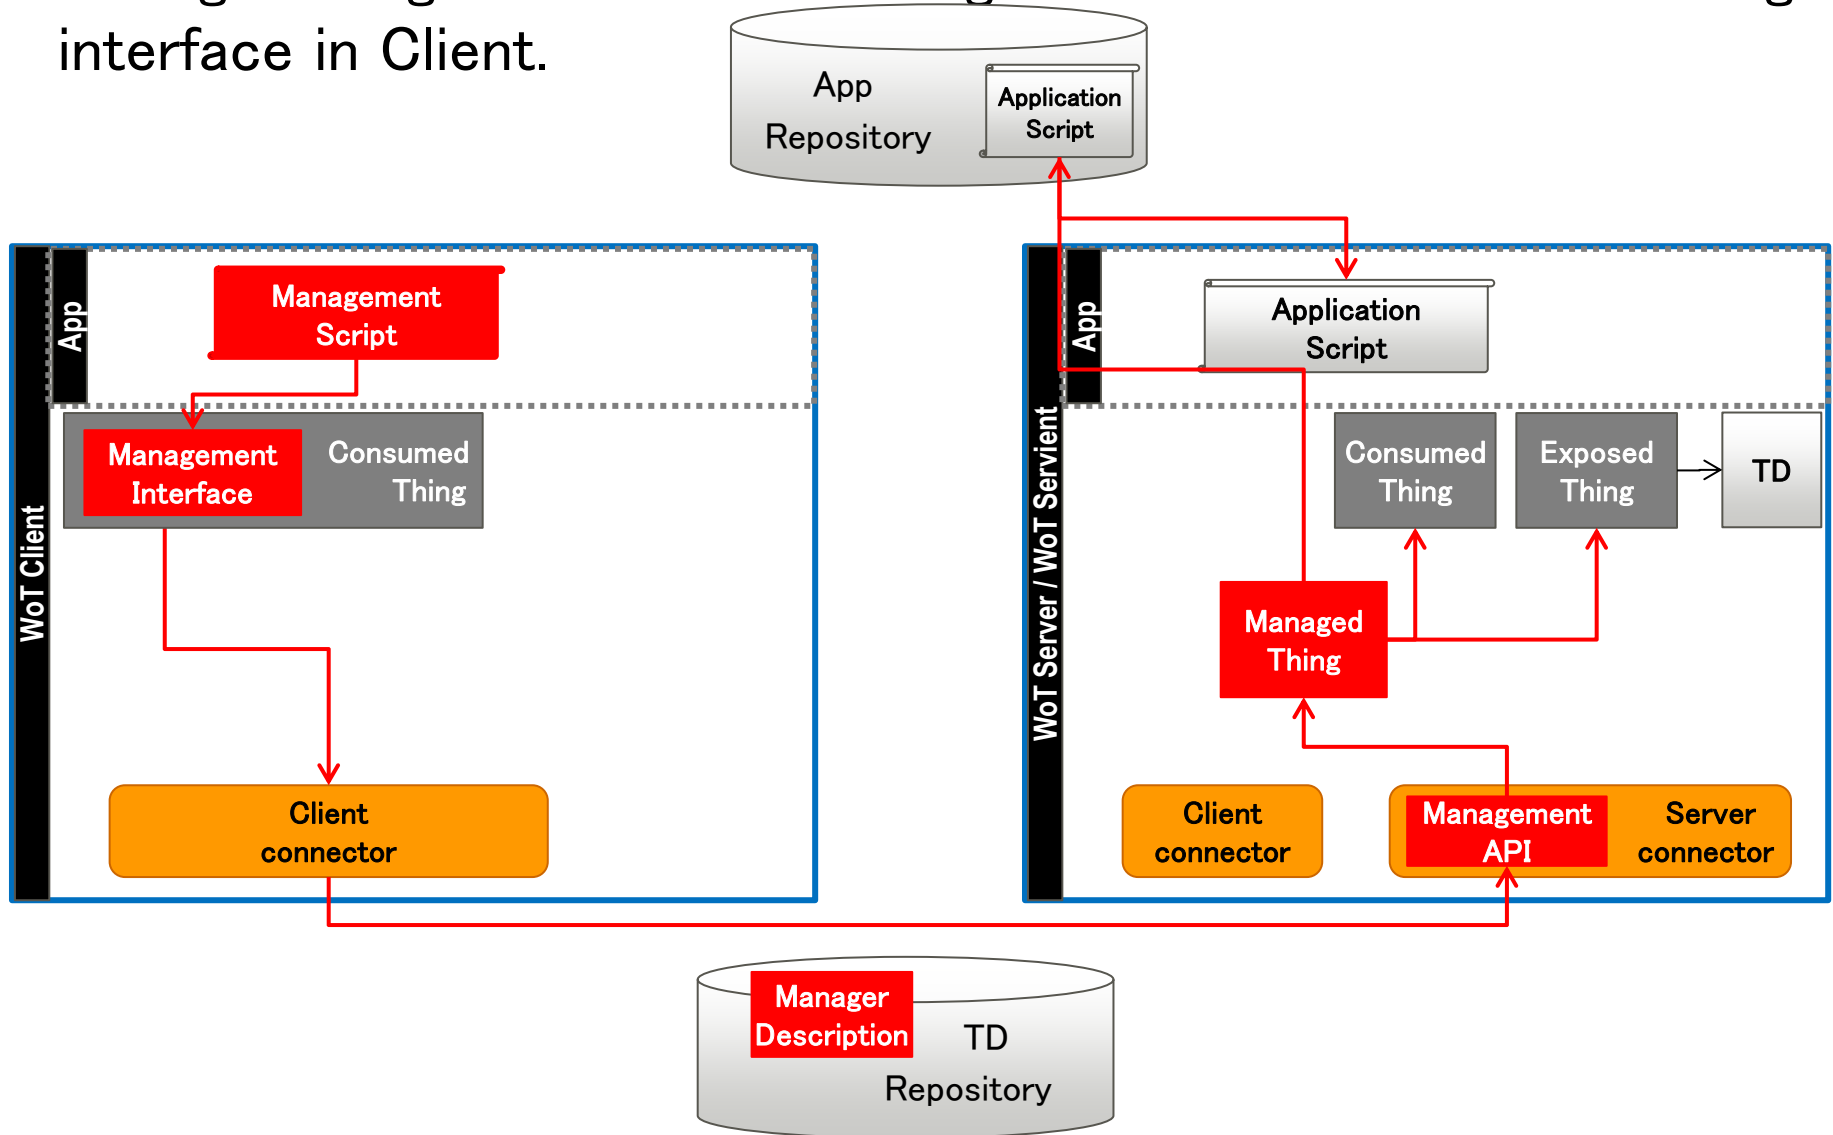 interface in Client.
App
Repository
Application
Script
WoT Client
App
Management
Script
Management
Interface
Consumed
Thing
Client
connector
WoT Server / WoT Servient
App
Application
Script
Consumed
Thing
Exposed
Thing
TD
Managed
Thing
Client
connector
Management
API
Server
connector
Manager
Description
TD
Repository